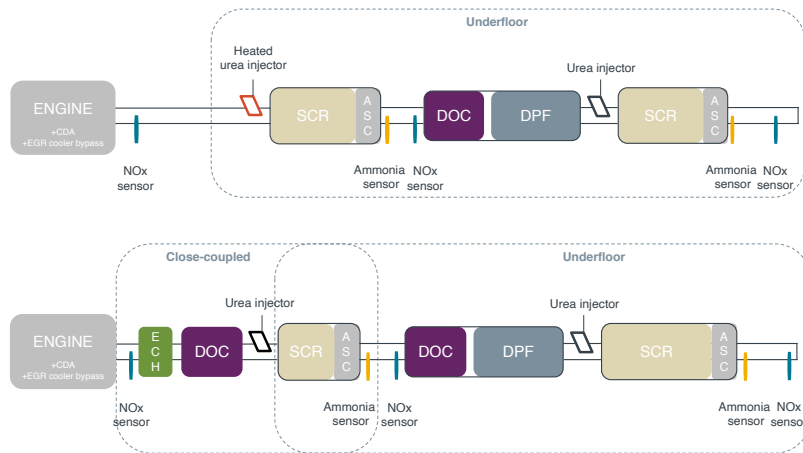 Underfloor
Heated
urea injector
Urea injector
ENGINE
+CDA
+EGR cooler bypass
SCR
A
S
C
DOC
DPF
SCR
A
S
C
NOx
sensor
Ammonia
sensor
NOx
sensor
Ammonia
sensor
NOx
sensor
Close-coupled
Underfloor
Urea injector
Urea injector
ENGINE
+CDA
+EGR cooler bypass
E
C
H
DOC
SCR
A
S
C
DOC
DPF
SCR
A
S
C
NOx
sensor
Ammonia
sensor
NOx
sensor
Ammonia
sensor
NOx
sensor